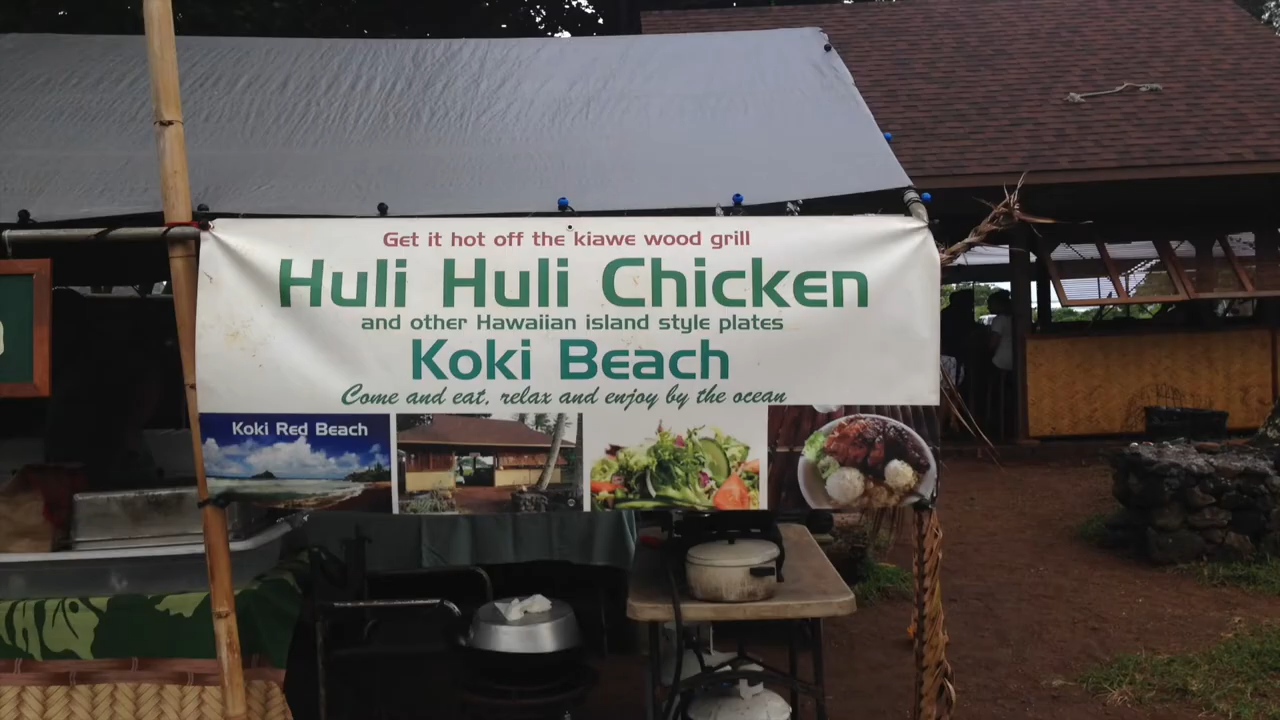 Get it hot off the kiawe wood grill
Huli Huli Chicken
and other Hawaiian island style plates
Koki Beach
Come and eat, relax and enjoy by the ocean
Koki Red Beach